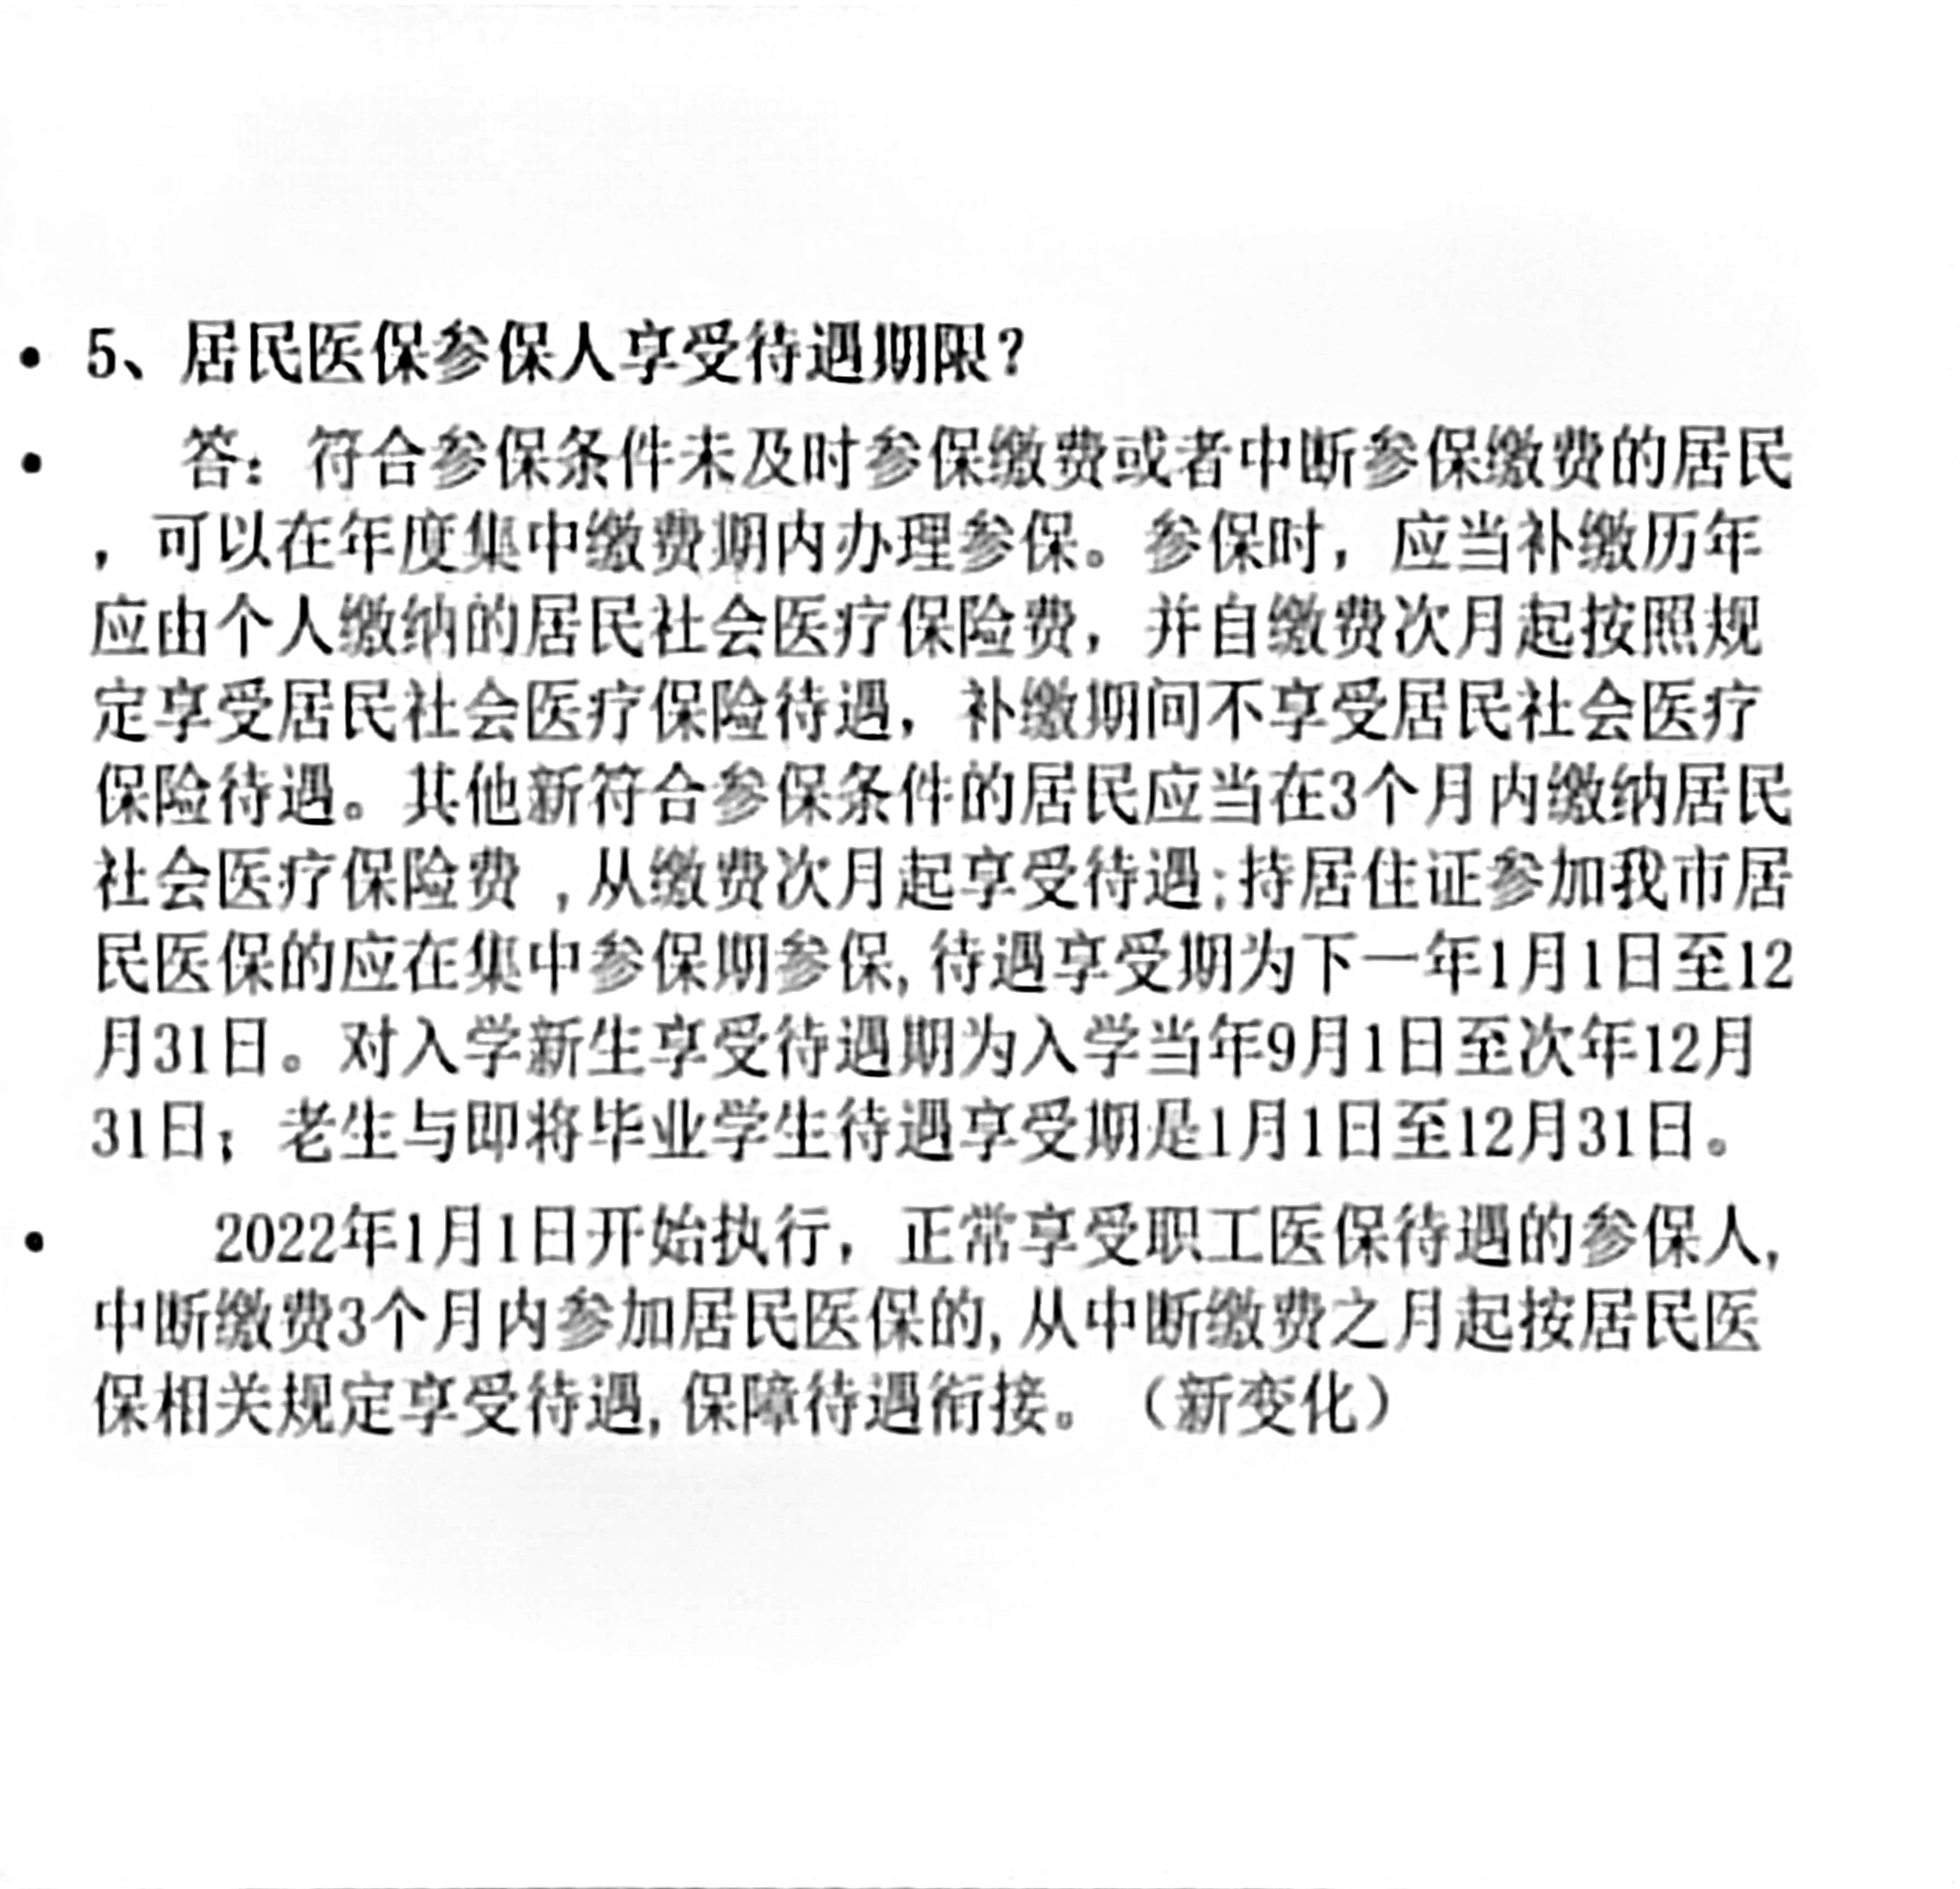 • 5、居民医保参保人享受待遇期限？
• 答：符合参保条件未及时参保缴费或者中断参保缴费的居民
，可以在年度集中缴费期内办理参保。参保时，应当补缴历年
应由个人缴纳的居民社会医疗保险费，并自缴费次月起按照规
定享受居民社会医疗保险待遇，补缴期间不享受居民社会医疗
保险待遇。其他新符合参保条件的居民应当在3个月内缴纳居民
社会医疗保险费 ,从缴费次月起享受待遇;持居住证参加我市居
民医保的应在集中参保期参保,待遇享受期为下一年1月1日至12
月31日。对入学新生享受待遇期为入学当年9月1日至次年12月
31日；老生与即将毕业学生待遇享受期是1月1日至12月31日。
• 2022年1月1日开始执行，正常享受职工医保待遇的参保人,
中断缴费3个月内参加居民医保的,从中断缴费之月起按居民医
保相关规定享受待遇,保障待遇衔接。（新变化）